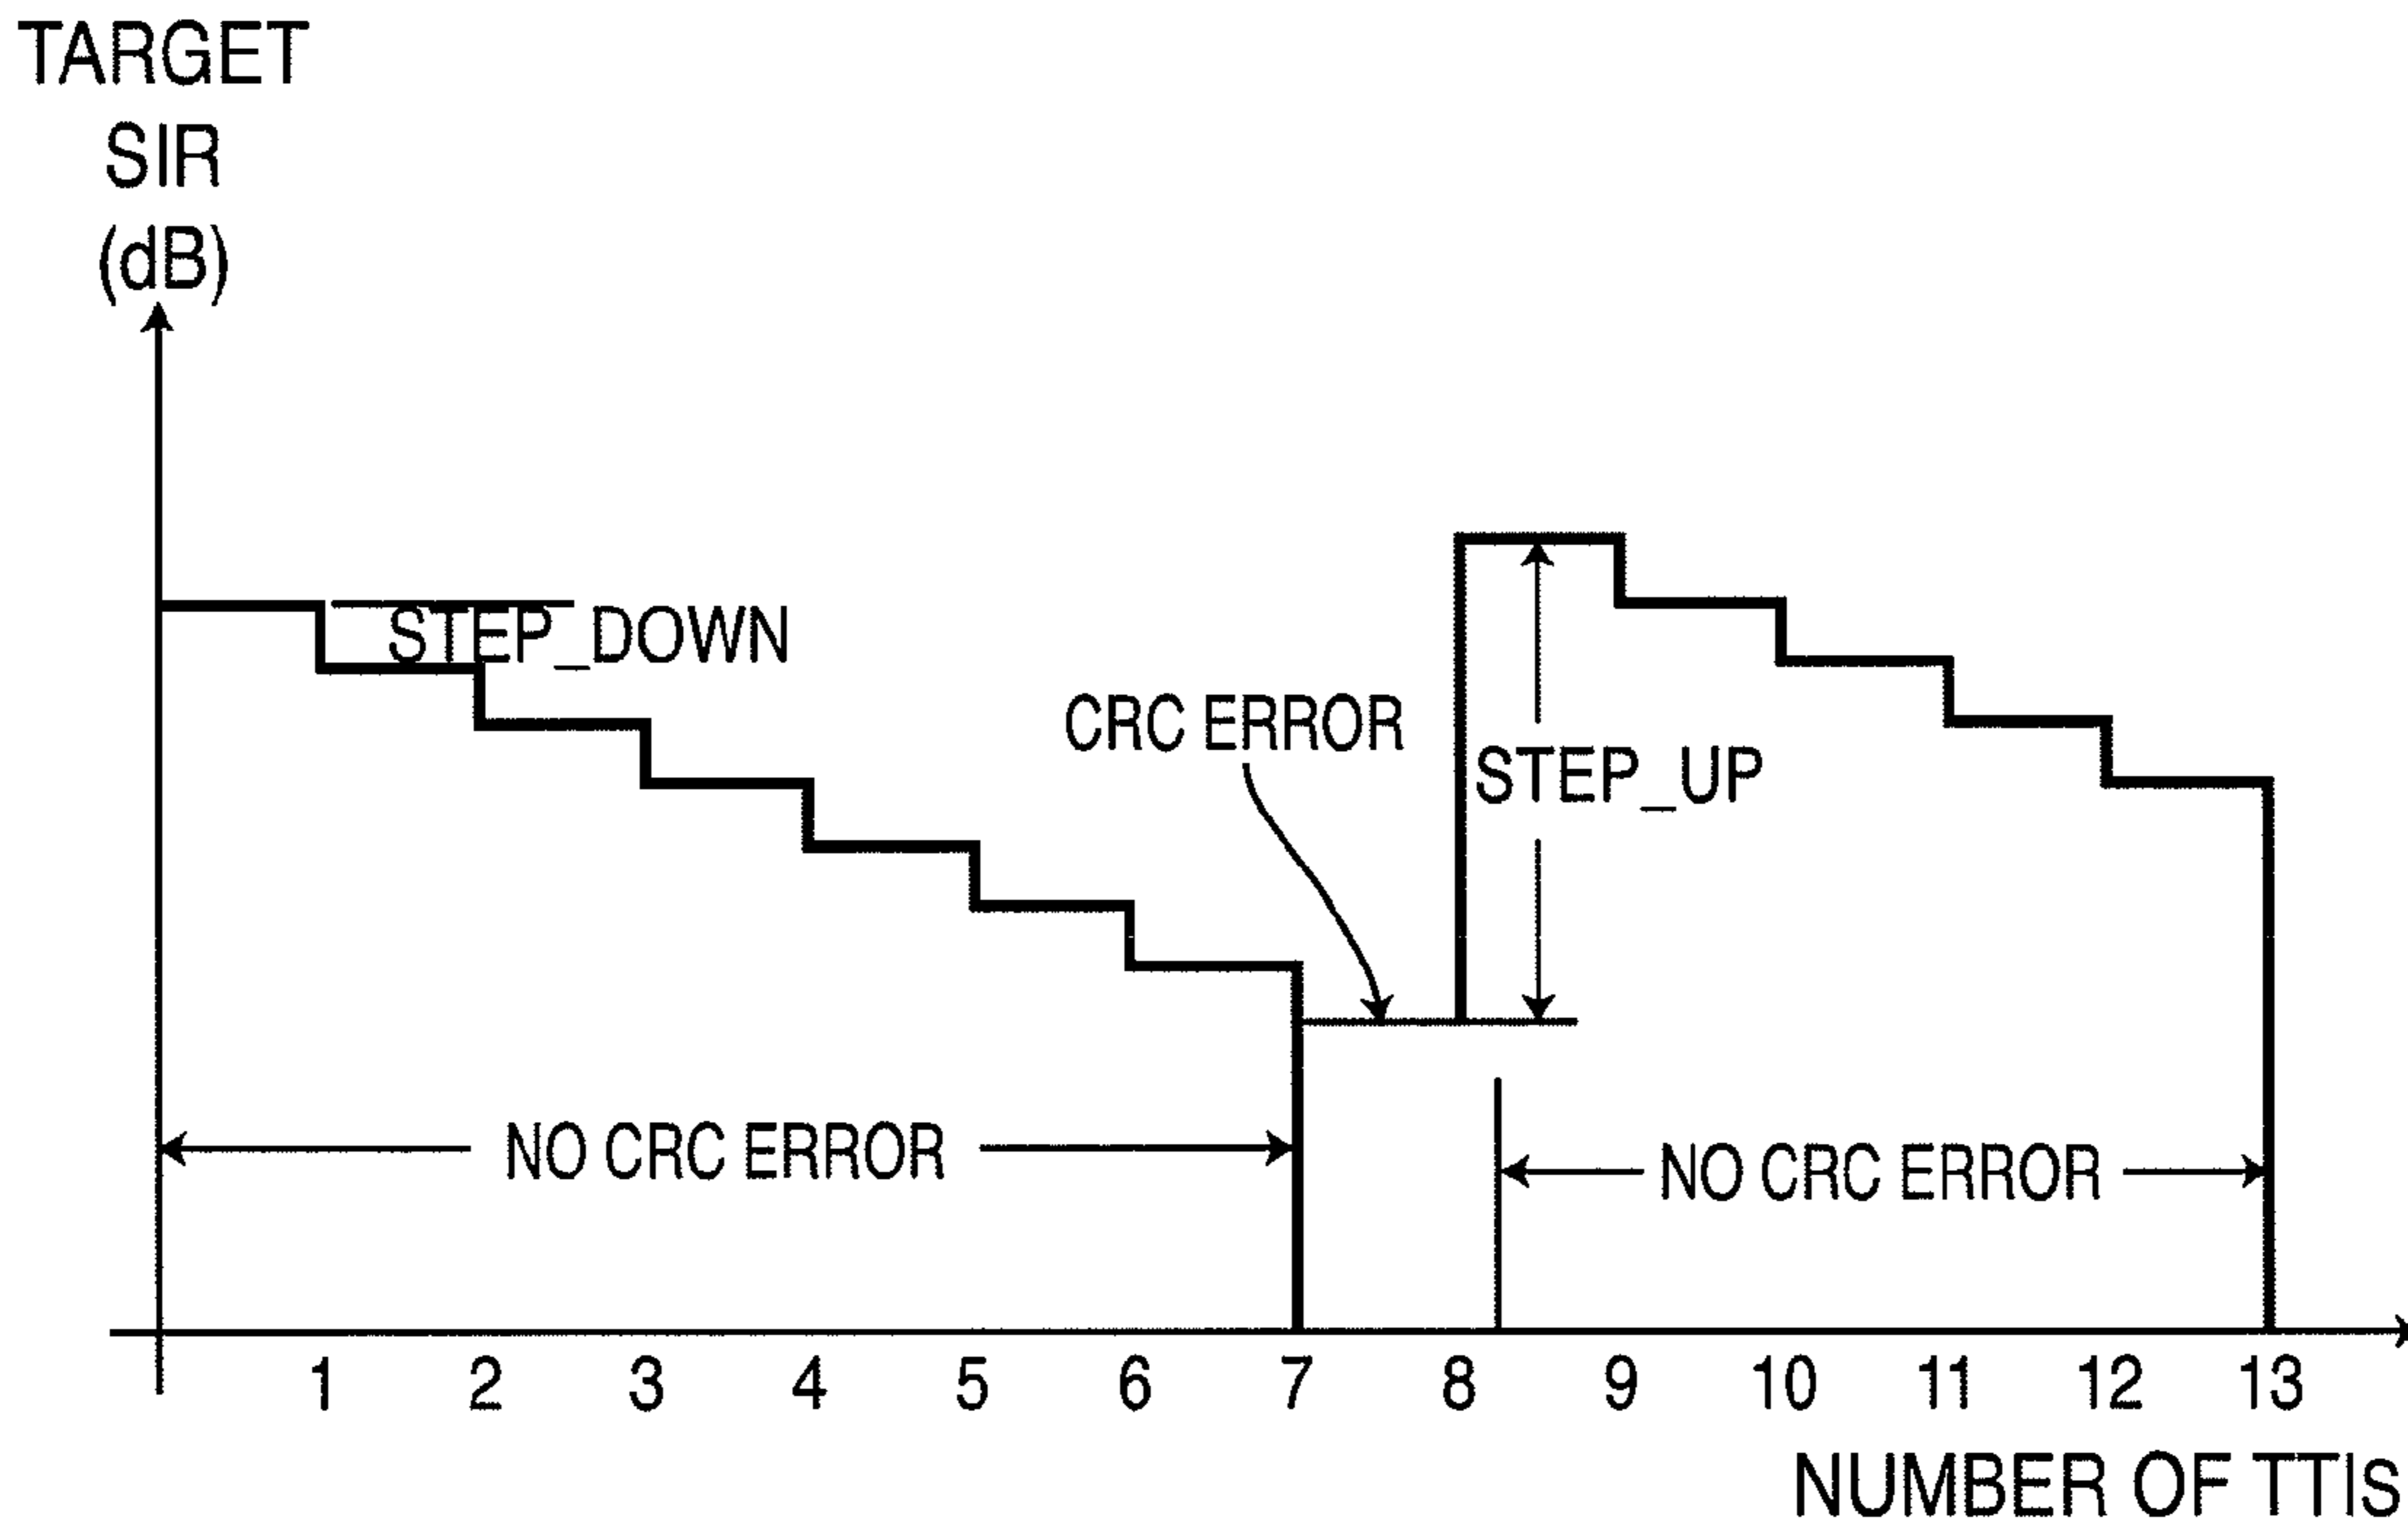 TARGET
SIR
(dB)
STEP_DOWN
CRC ERROR
STEP_UP
NO CRC ERROR
NO CRC ERROR
1 2 3 4 5 6 7 8 9 10 11 12 13
NUMBER OF TTIS